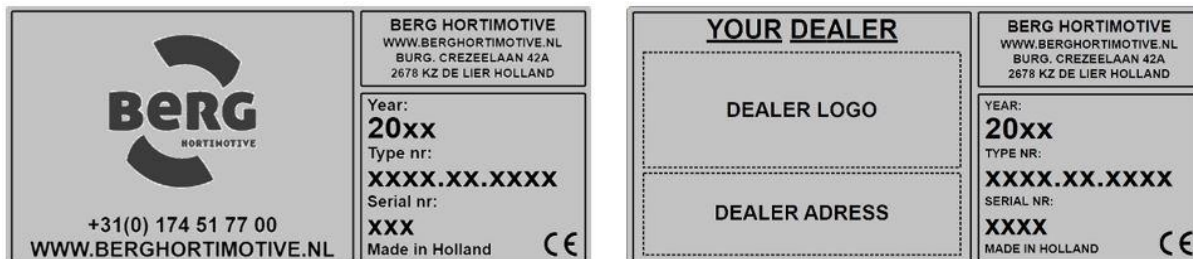 BERG
HORTIMOTIVE
+31(0) 174 51 77 00
WWW.BERGHORTIMOTIVE.NL
BERG HORTIMOTIVE
WWW.BERGHORTIMOTIVE.NL
BURG. CREZEELAAN 42A
2678 KZ DE LIER HOLLAND
Year:
20xx
Type nr:
xxxx.xx.xxxx
Serial nr:
xxx
Made in Holland
CE
YOUR DEALER
DEALER LOGO
DEALER ADRESS
BERG HORTIMOTIVE
WWW.BERGHORTIMOTIVE.NL
BURG. CREZEELAAN 42A
2678 KZ DE LIER HOLLAND
YEAR:
20xx
TYPE NR:
xxxx.xx.xxxx
SERIAL NR:
xxxx
MADE IN HOLLAND
CE